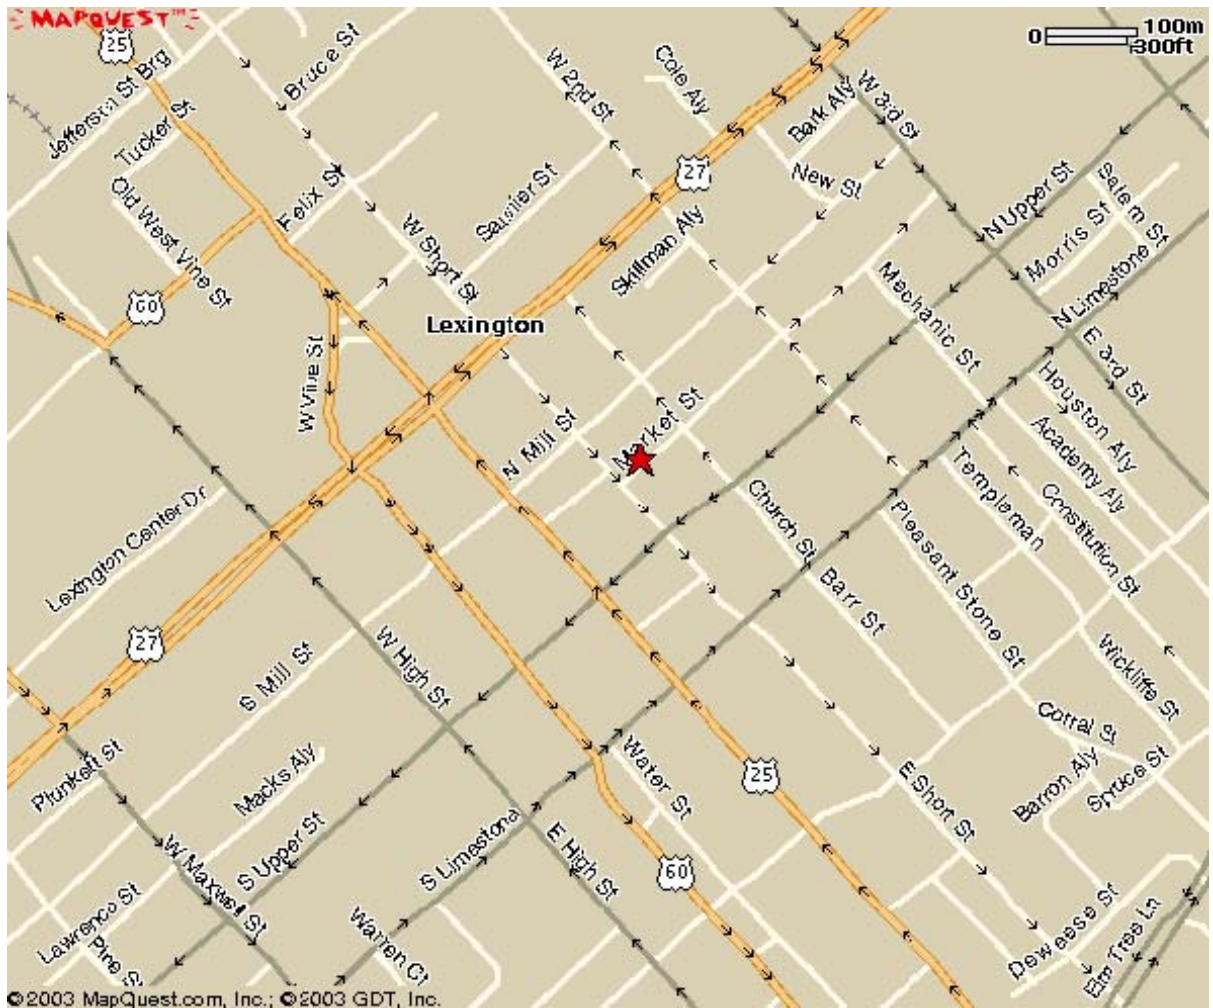 MAPQUEST™
0 100m
300ft
25
Jefferson St Brg
Bruce St
W 2nd St
Cole Aly
Bark Aly
W 3rd St
Tucker St
27
New St
Old West Vine St
Felix St
Saunier St
N Upper St
Salem St
Morris St
W Short St
Skillman Aly
60
Mechanic St
N Limestone St
Lexington
E 3rd St
W Vine St
Houston Aly
Academy Aly
N Mill St
Market St
Templeman
Constitution St
Lexington Center Dr
Church St
Pleasant Stone St
Barr St
27
W High St
Wickliffe St
S Mill St
Corral St
Plunkett St
Macks Aly
Water St
25
E Short St
Barron Aly
Spruce St
S Upper St
S Limestone
E High St
60
W Maxwell St
Lawrence St
Pine St
Warren Ct
Deweese St
Elm Tree Ln
©2003 MapQuest.com, Inc.; ©2003 GDT, Inc.